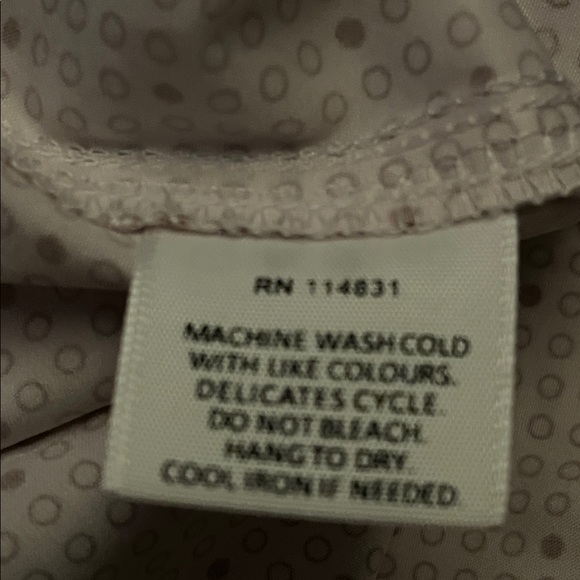 RN 114831
MACHINE WASH COLD
WITH LIKE COLOURS.
DELICATES CYCLE.
DO NOT BLEACH.
HANG TO DRY.
COOL IRON IF NEEDED.